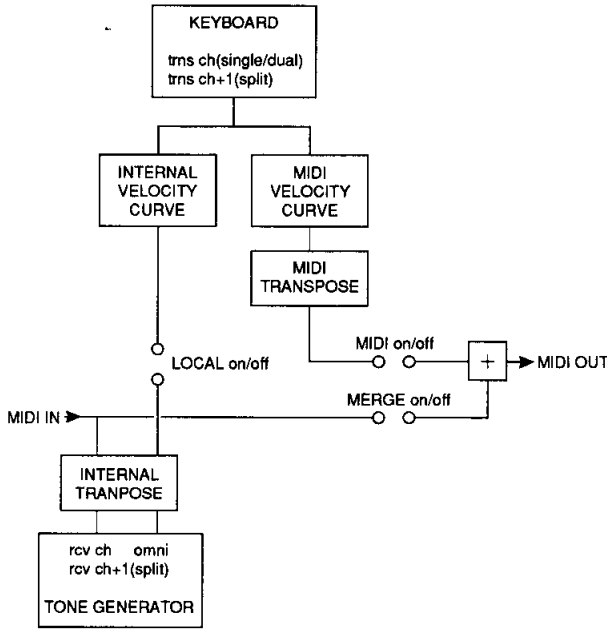 KEYBOARD
trns ch(single/dual)
trns ch+1(split)
INTERNAL
VELOCITY
CURVE
MIDI
VELOCITY
CURVE
MIDI
TRANSPOSE
MIDI on/off
+
MIDI OUT
LOCAL on/off
MERGE on/off
MIDI IN
INTERNAL
TRANPOSE
rcv ch omni
rcv ch+1(split)
TONE GENERATOR